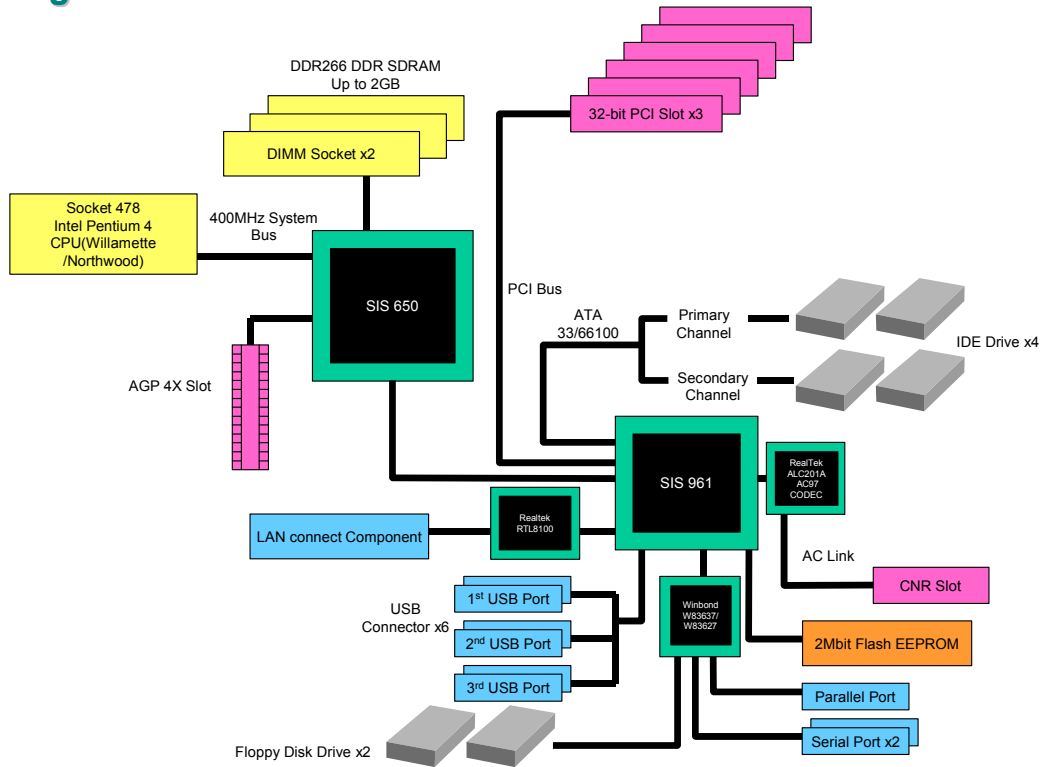 DDR266 DDR SDRAM
Up to 2GB
DIMM Socket x2
32-bit PCI Slot x3
Socket 478
Intel Pentium 4
CPU(Willamette
/Northwood)
400MHz System
Bus
SIS 650
PCI Bus
ATA
33/66100
Primary
Channel
IDE Drive x4
Secondary
Channel
AGP 4X Slot
SIS 961
RealTek
ALC201A
AC97
CODEC
Realtek
RTL8100
LAN connect Component
AC Link
CNR Slot
1st USB Port
USB
Connector x6
2nd USB Port
3rd USB Port
Winbond
W83637/
W83627
2Mbit Flash EEPROM
Parallel Port
Serial Port x2
Floppy Disk Drive x2